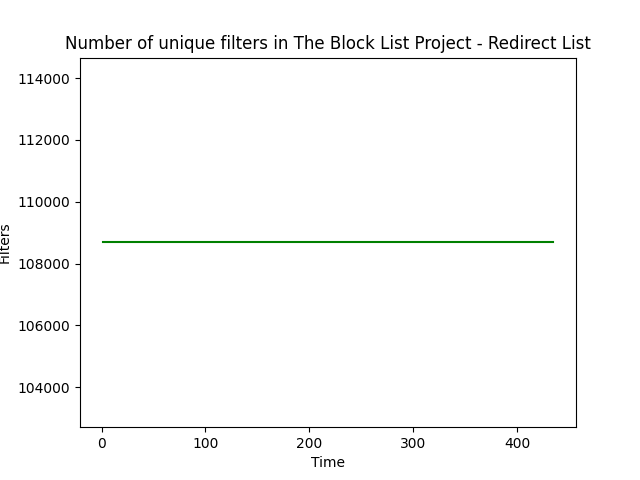 Number of unique filters in The Block List Project - Redirect List
114000
112000
110000
108000
106000
104000
Filters
0 100 200 300 400
Time